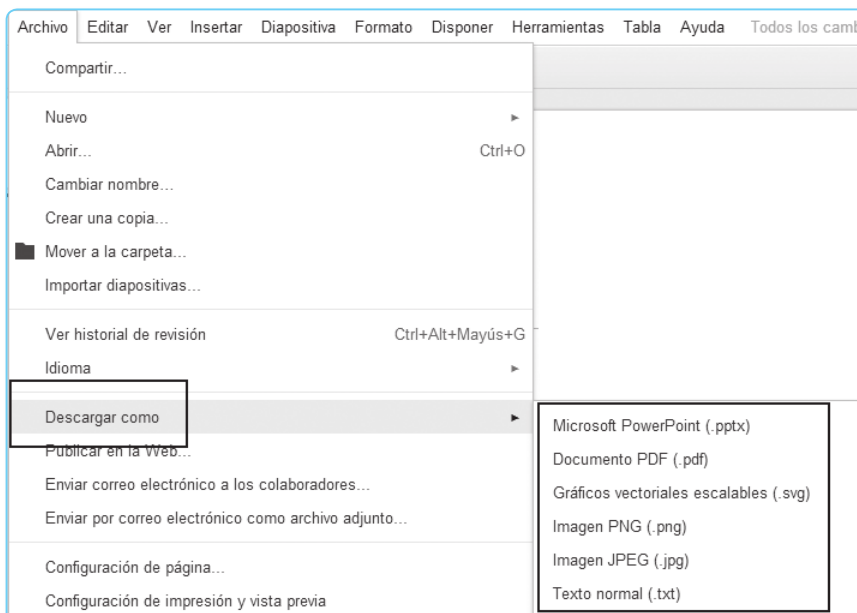 Archivo Editar Ver Insertar Diapositiva Formato Disponer Herramientas Tabla Ayuda Todos los
Compartir...
Nuevo
Abrir... Ctrl+O
Cambiar nombre...
Crear una copia...
Mover a la carpeta...
Importar diapositivas...
Ver historial de revisión Ctrl+Alt+Mayús+G
Idioma
Descargar como
Publicar en la Web...
Enviar correo electrónico a los colaboradores...
Enviar por correo electrónico como archivo adjunto...
Configuración de página...
Configuración de impresión y vista previa
Microsoft PowerPoint (.pptx)
Documento PDF (.pdf)
Gráficos vectoriales escalables (.svg)
Imagen PNG (.png)
Imagen JPEG (.jpg)
Texto normal (.txt)